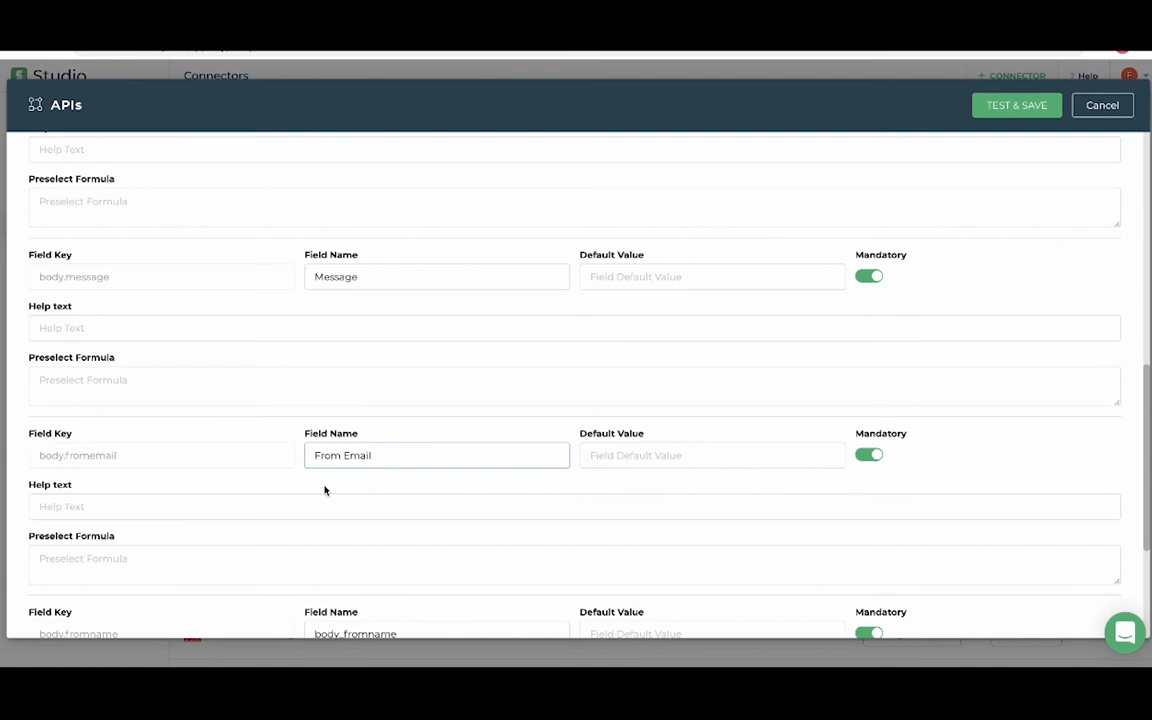 Studio
Connectors
+ CONNECTOR
? Help
E
APIs
TEST & SAVE
Cancel
Help Text
Preselect Formula
Preselect Formula
Field Key
Field Name
Default Value
Mandatory
body.message
Message
Field Default Value
Help text
Help Text
Preselect Formula
Preselect Formula
Field Key
Field Name
Default Value
Mandatory
body.fromemail
From Email
Field Default Value
Help text
Help Text
Preselect Formula
Preselect Formula
Field Key
Field Name
Default Value
Mandatory
body.fromname
body_fromname
Field Default Value